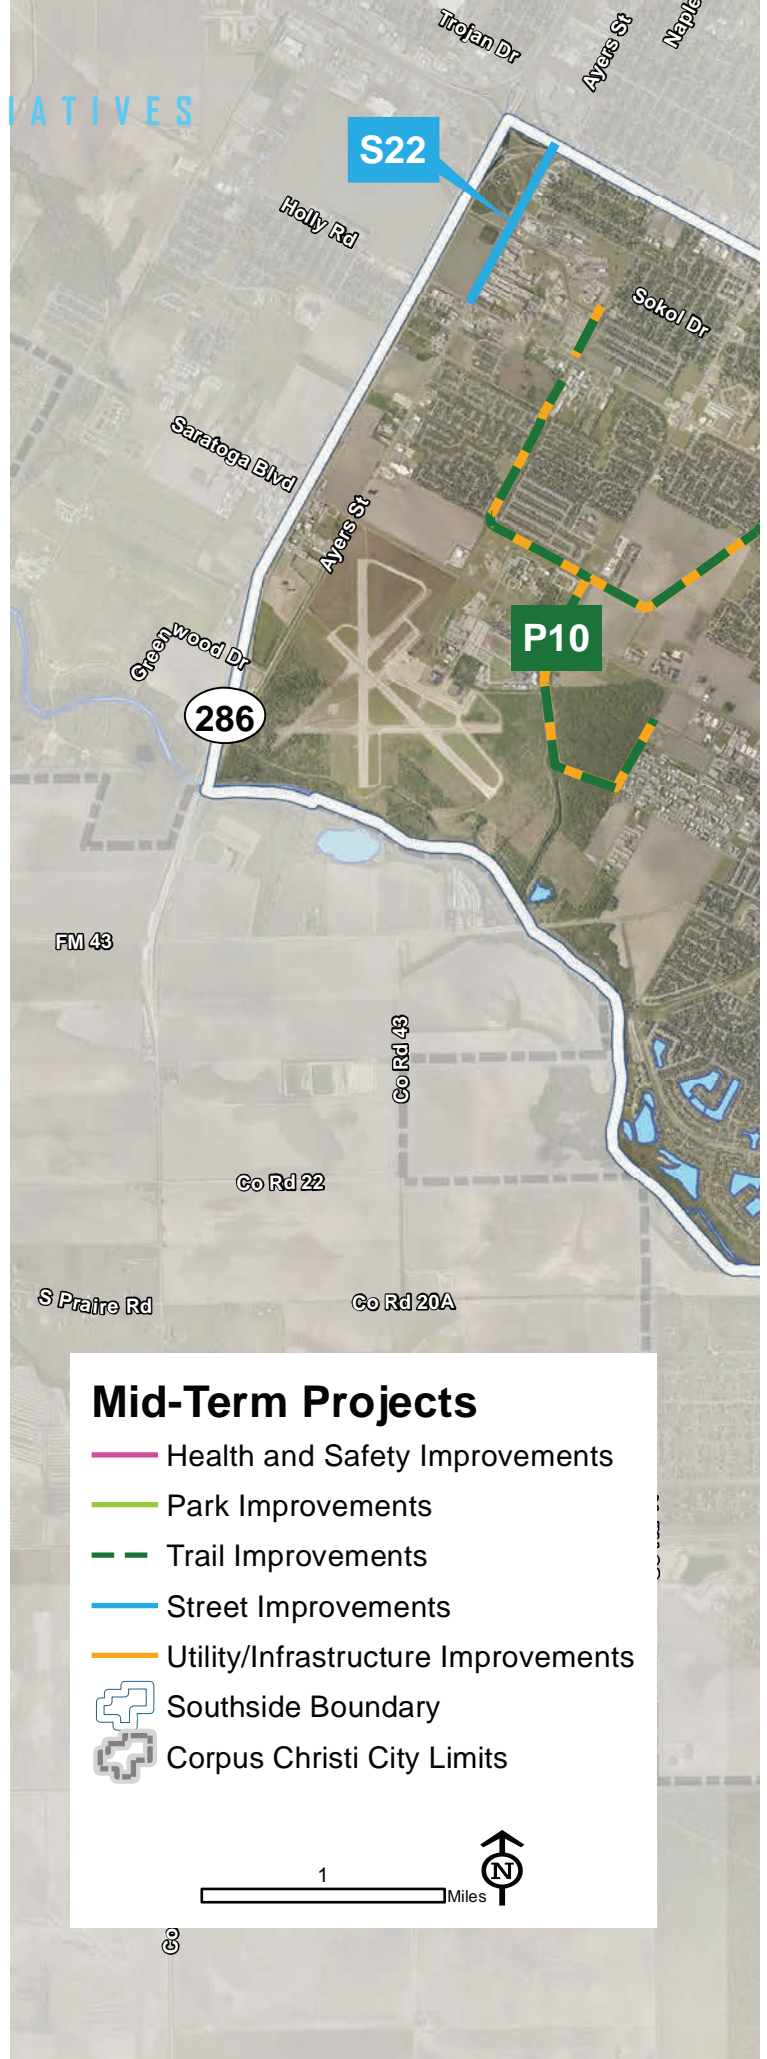 Trojan Dr
Ayers St
Naple
IATIVES
S22
Holly Rd
Sokol Dr
Saratoga Blvd
Ayers St
P10
Greenwood Dr
286
FM 43
Co Rd 43
Co Rd 22
S Praire Rd
Co Rd 20A
Mid-Term Projects
Health and Safety Improvements
Park Improvements
Trail Improvements
Street Improvements
Utility/Infrastructure Improvements
Southside Boundary
Corpus Christi City Limits
1
Miles
N
Co